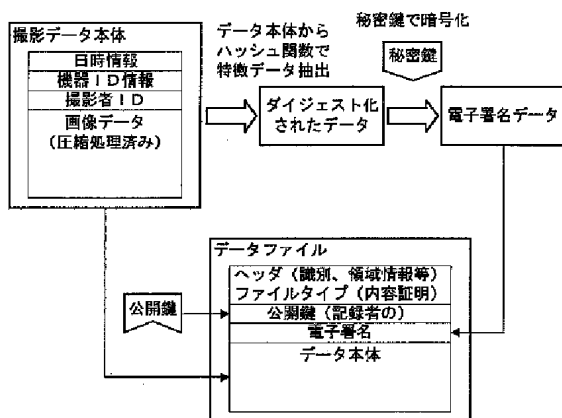 撮影データ本体
日時情報
機器ID情報
撮影者ID
画像データ
(圧縮処理済み)
データ本体から
ハッシュ関数で
特徴データ抽出
ダイジェスト化
されたデータ
秘密鍵で暗号化
秘密鍵
電子署名データ
データファイル
ヘッダ(識別、領域情報等)
ファイルタイプ(内容証明)
公開鍵(記録者の)
電子署名
データ本体
公開鍵